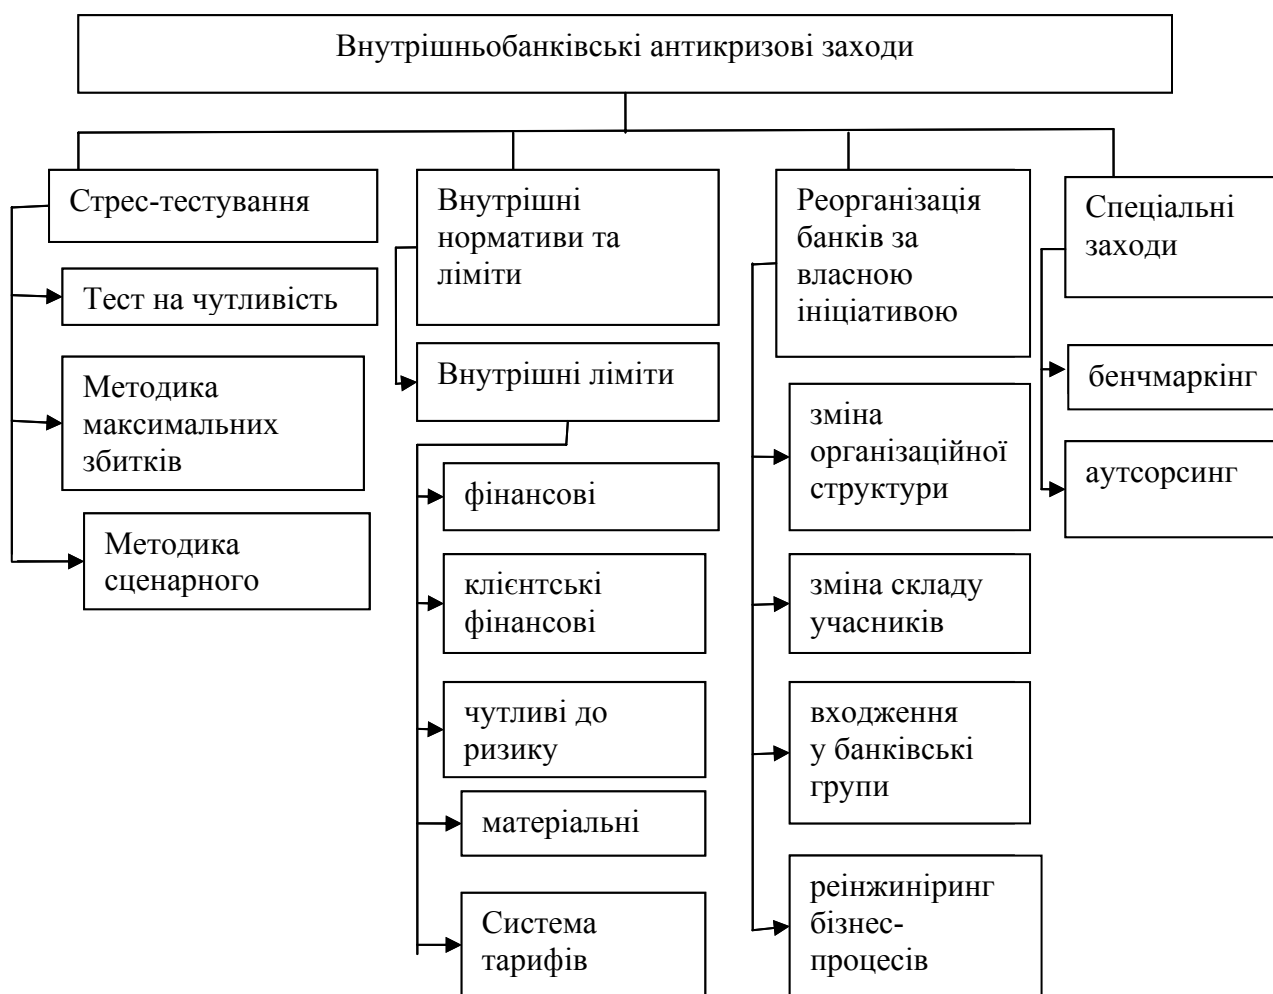 Внутрішньобанківські антикризові заходи
Стрес-тестування
Тест на чутливість
Методика
максимальних
збитків
Методика
сценарного
Внутрішні
нормативи та
ліміти
Внутрішні ліміти
фінансові
клієнтські
фінансові
чутливі до
ризику
матеріальні
Система
тарифів
Реорганізація
банків за
власною
ініціативою
зміна
організаційної
структури
зміна складу
учасників
входження
у банківські
групи
реінжиніринг
бізнес-
процесів
Спеціальні
заходи
бенчмаркінг
аутсорсинг